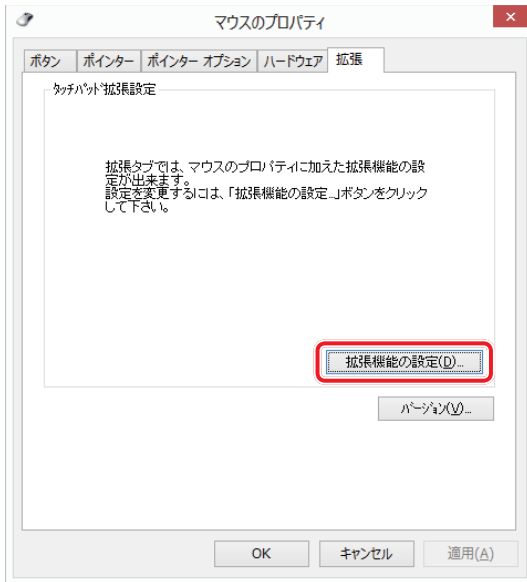 マウスのプロパティ
ボタン ポインター ポインター オプション ハードウェア 拡張
ﾀｯﾁﾊﾟｯﾄﾞ拡張設定
拡張タブでは、マウスのプロパティに加えた拡張機能の設
定が出来ます。
設定を変更するには、「拡張機能の設定...」ボタンをクリック
して下さい。
拡張機能の設定(D)...
ﾊﾞｰｼﾞｮﾝ(V)...
OK キャンセル 適用(A)